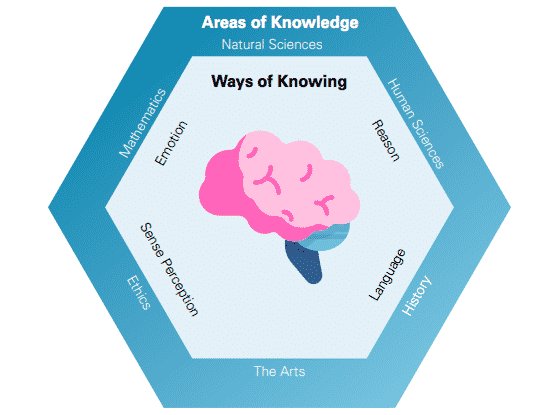 Areas of Knowledge
Natural Sciences
Ways of Knowing
Mathematics
Emotion
Reason
Human Sciences
Sense Perception
Ethics
Language
History
The Arts